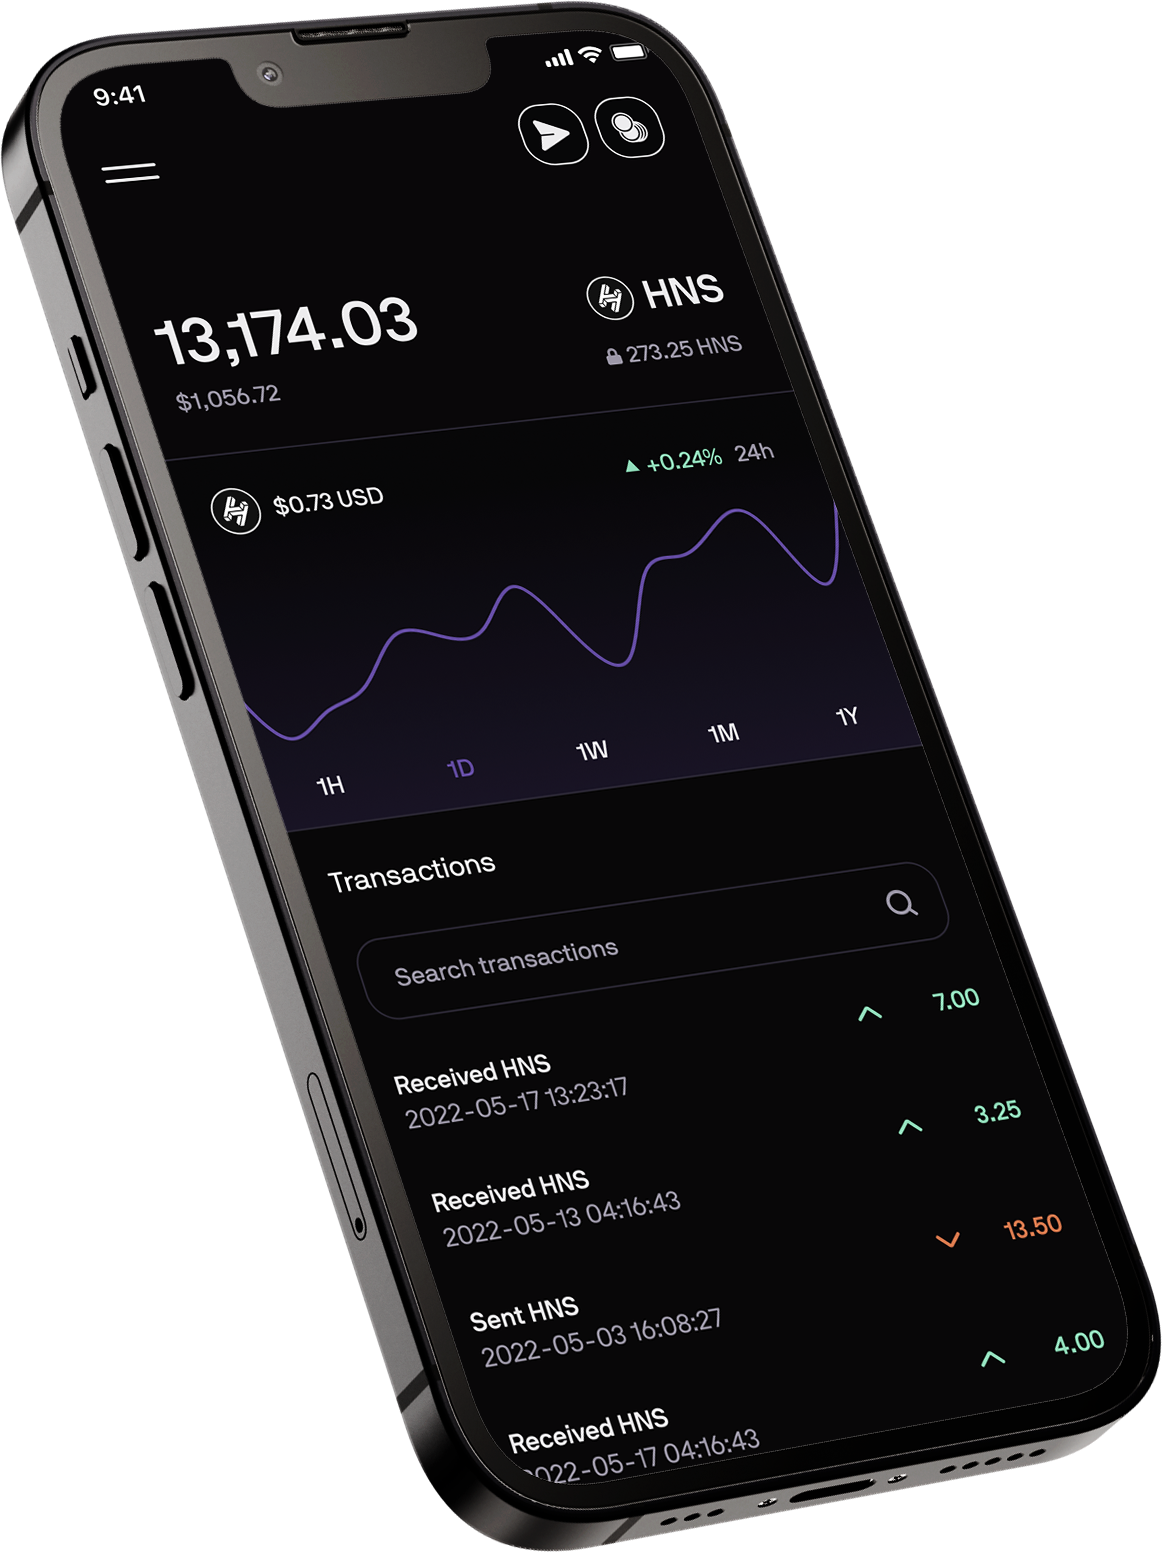 9:41
13,174.03
HNS
$1,056.72
273.25 HNS
$0.73 USD
+0.24% 24h
1H 1D 1W 1M 1Y
Transactions
Search transactions
Received HNS
7.00
2022-05-17 13:23:17
Received HNS
3.25
2022-05-13 04:16:43
Sent HNS
13.50
2022-05-03 16:08:27
Received HNS
4.00
2022-05-17 04:16:43